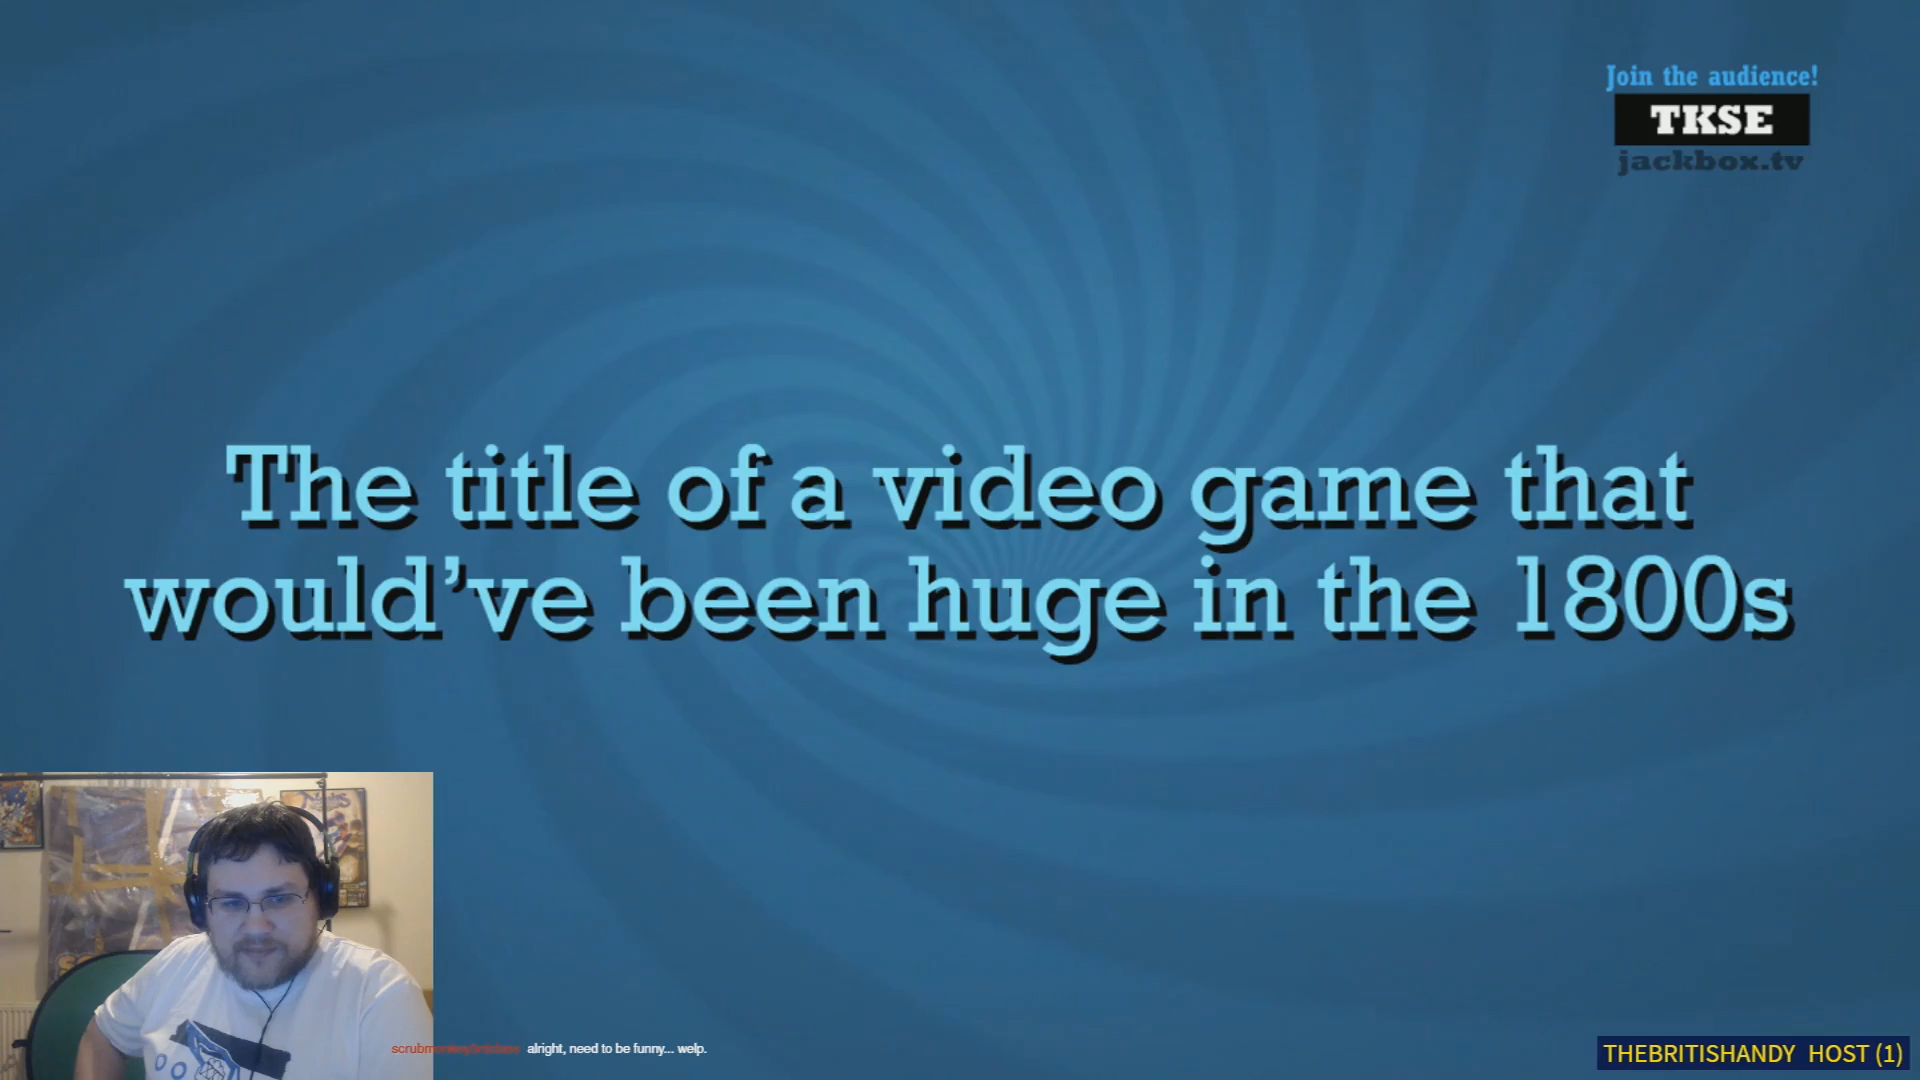 Join the audience!
TKSE
jackbox.tv
The title of a video game that
would've been huge in the 1800s
alright, need to be funny... welp.
THEBRITISHANDY HOST (1)